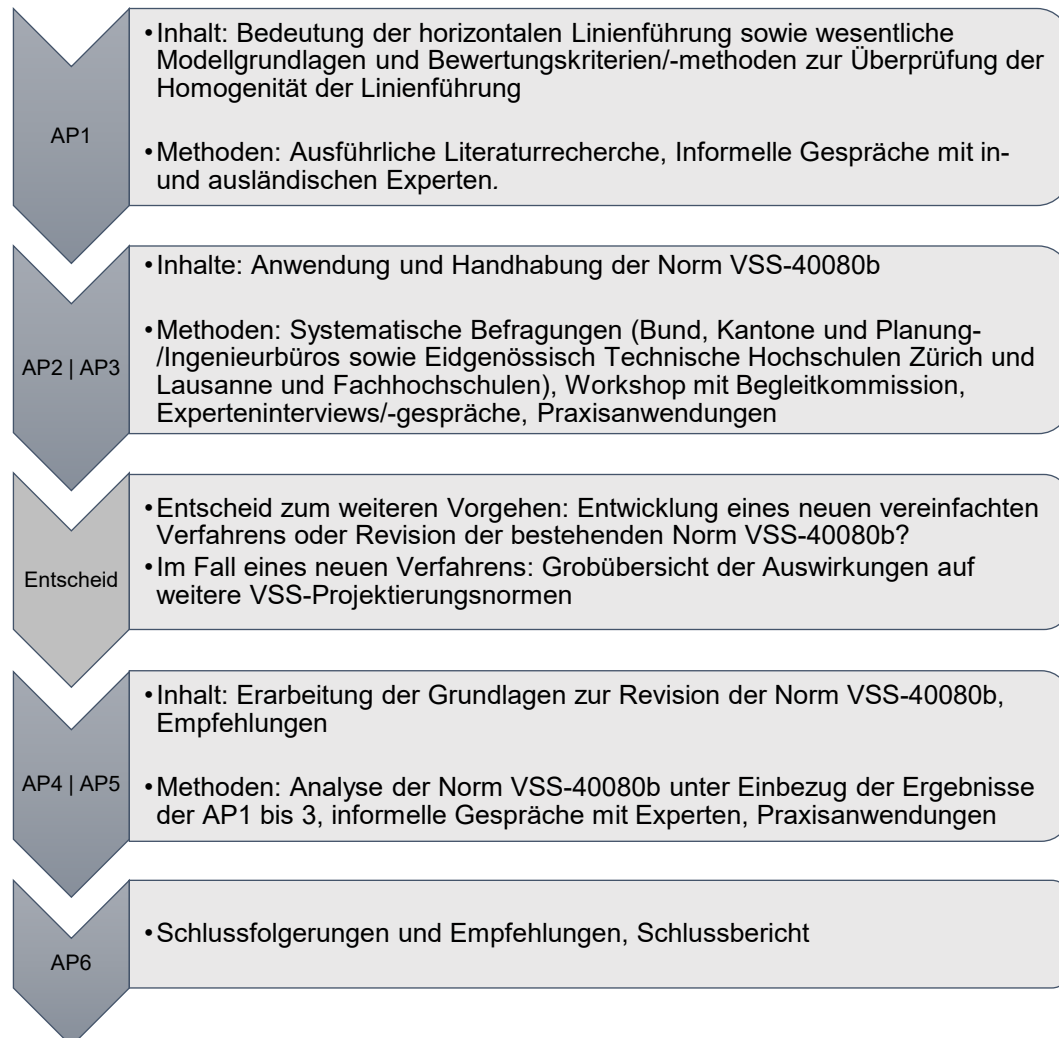 AP1
•Inhalt: Bedeutung der horizontalen Linienführung sowie wesentliche
Modellgrundlagen und Bewertungskriterien/-methoden zur Überprüfung der
Homogenität der Linienführung
•Methoden: Ausführliche Literaturrecherche, Informelle Gespräche mit in-
und ausländischen Experten.
AP2 | AP3
•Inhalte: Anwendung und Handhabung der Norm VSS-40080b
•Methoden: Systematische Befragungen (Bund, Kantone und Planung-
/Ingenieurbüros sowie Eidgenössisch Technische Hochschulen Zürich und
Lausanne und Fachhochschulen), Workshop mit Begleitkommission,
Experteninterviews/-gespräche, Praxisanwendungen
Entscheid
•Entscheid zum weiteren Vorgehen: Entwicklung eines neuen vereinfachten
Verfahrens oder Revision der bestehenden Norm VSS-40080b?
•Im Fall eines neuen Verfahrens: Grobübersicht der Auswirkungen auf
weitere VSS-Projektierungsnormen
AP4 | AP5
•Inhalt: Erarbeitung der Grundlagen zur Revision der Norm VSS-40080b,
Empfehlungen
•Methoden: Analyse der Norm VSS-40080b unter Einbezug der Ergebnisse
der AP1 bis 3, informelle Gespräche mit Experten, Praxisanwendungen
AP6
•Schlussfolgerungen und Empfehlungen, Schlussbericht